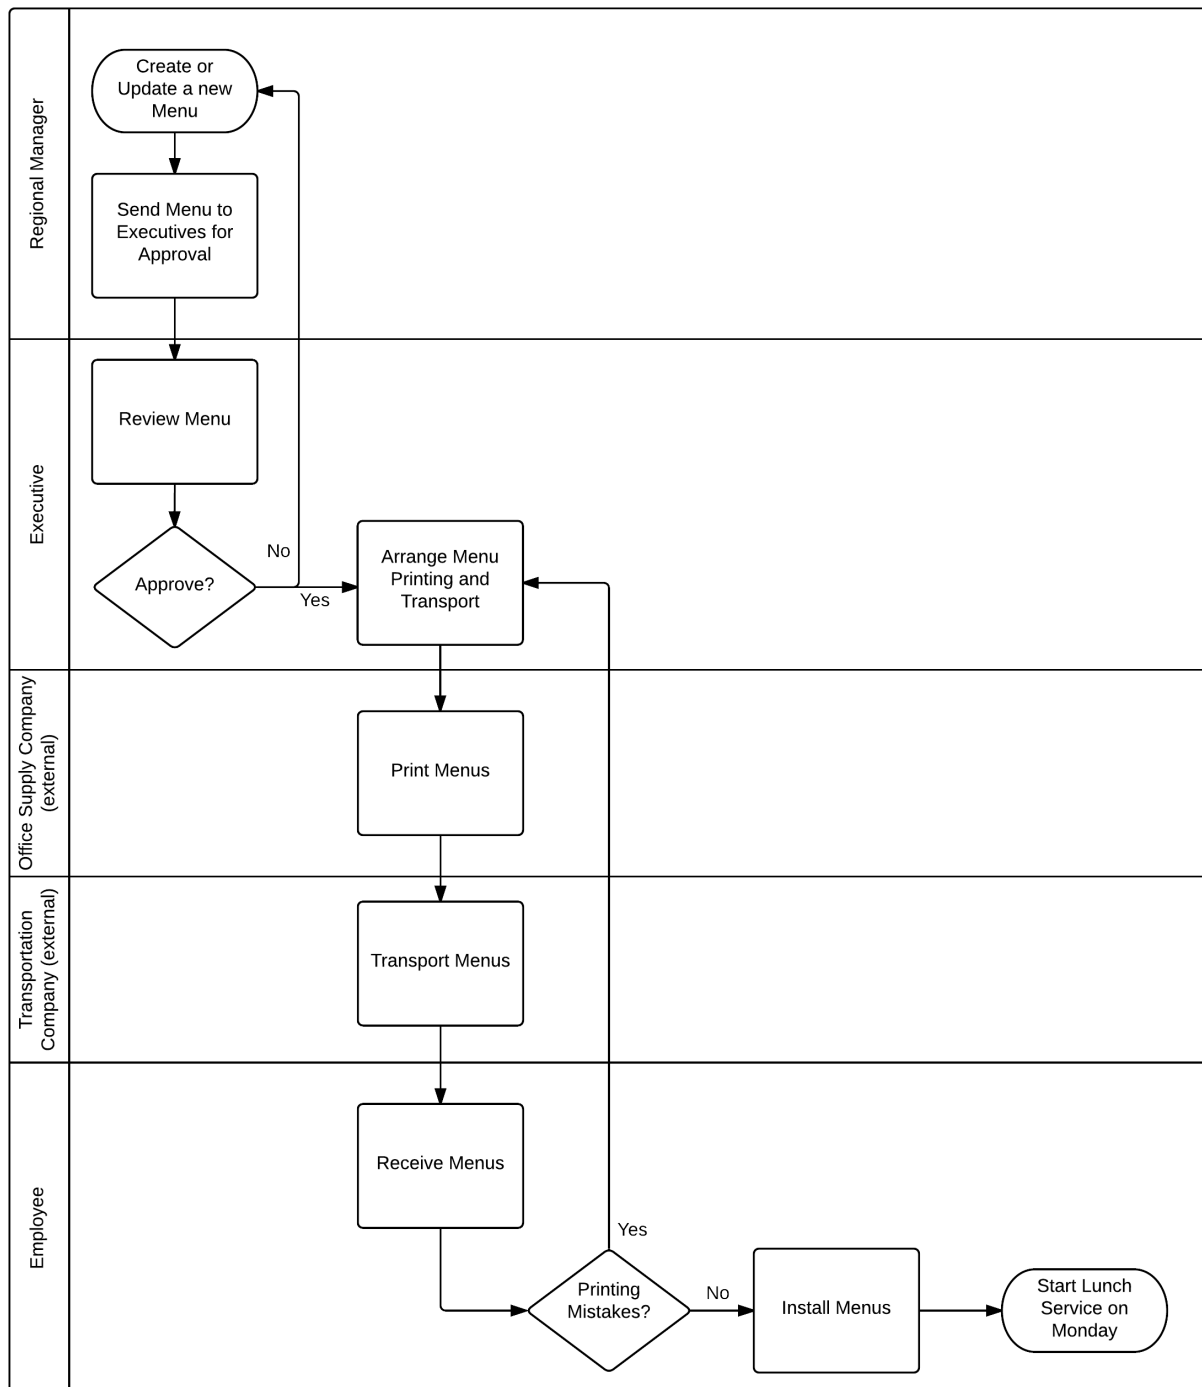 Regional Manager
Create or
Update a new
Menu
Send Menu to
Executives for
Approval
Executive
Review Menu
Approve?
No
Yes
Arrange Menu
Printing and
Transport
Office Supply Company
(external)
Print Menus
Transportation
Company (external)
Transport Menus
Employee
Receive Menus
Printing
Mistakes?
Yes
No
Install Menus
Start Lunch
Service on
Monday